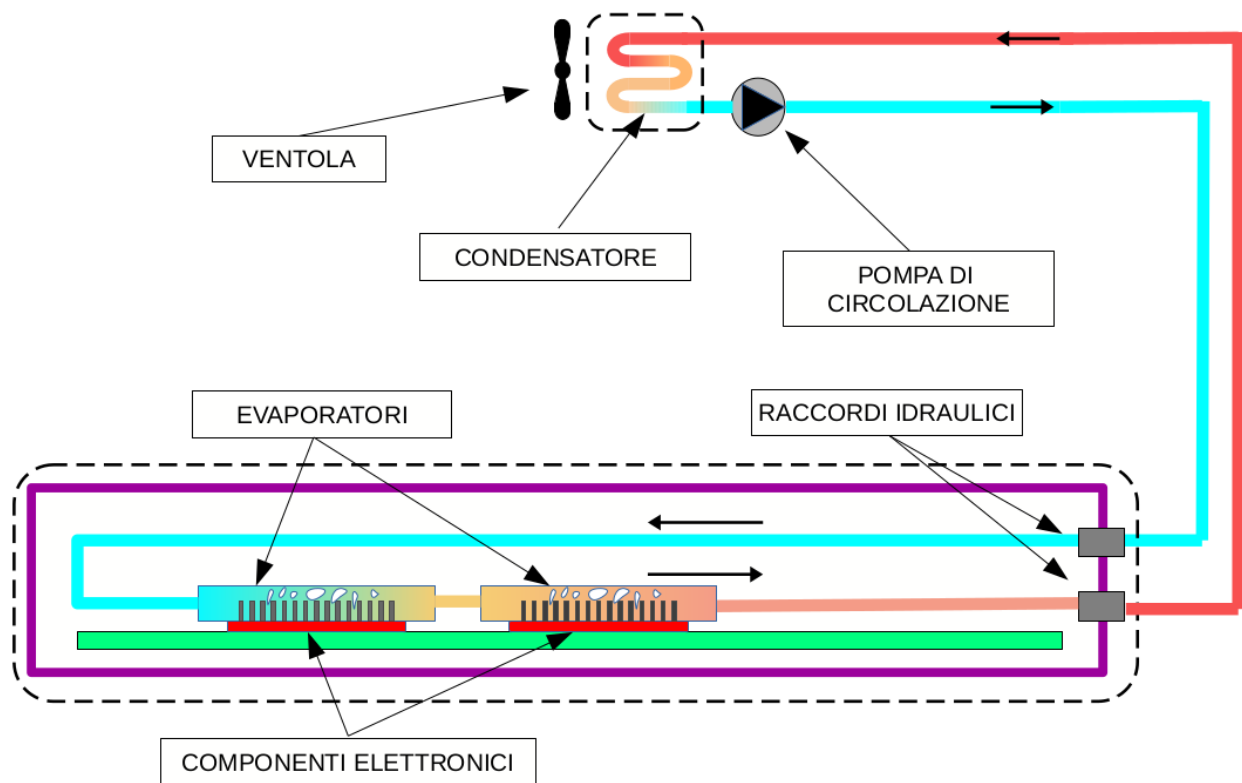 VENTOLA
CONDENSATORE
POMPA DI
CIRCOLAZIONE
EVAPORATORI
RACCORDI IDRAULICI
COMPONENTI ELETTRONICI